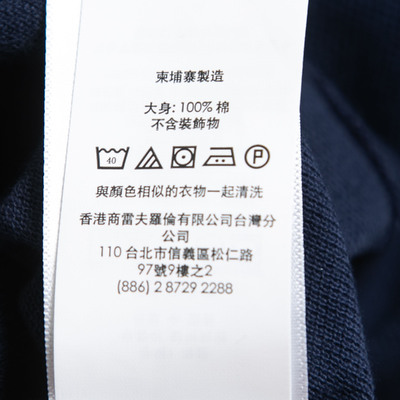 柬埔寨製造
大身: 100% 棉
不含裝飾物
40 P
與顏色相似的衣物一起清洗
香港商雷夫羅倫有限公司台灣分
公司
110 台北市信義區松仁路
97號9樓之2
(886) 2 8729 2288